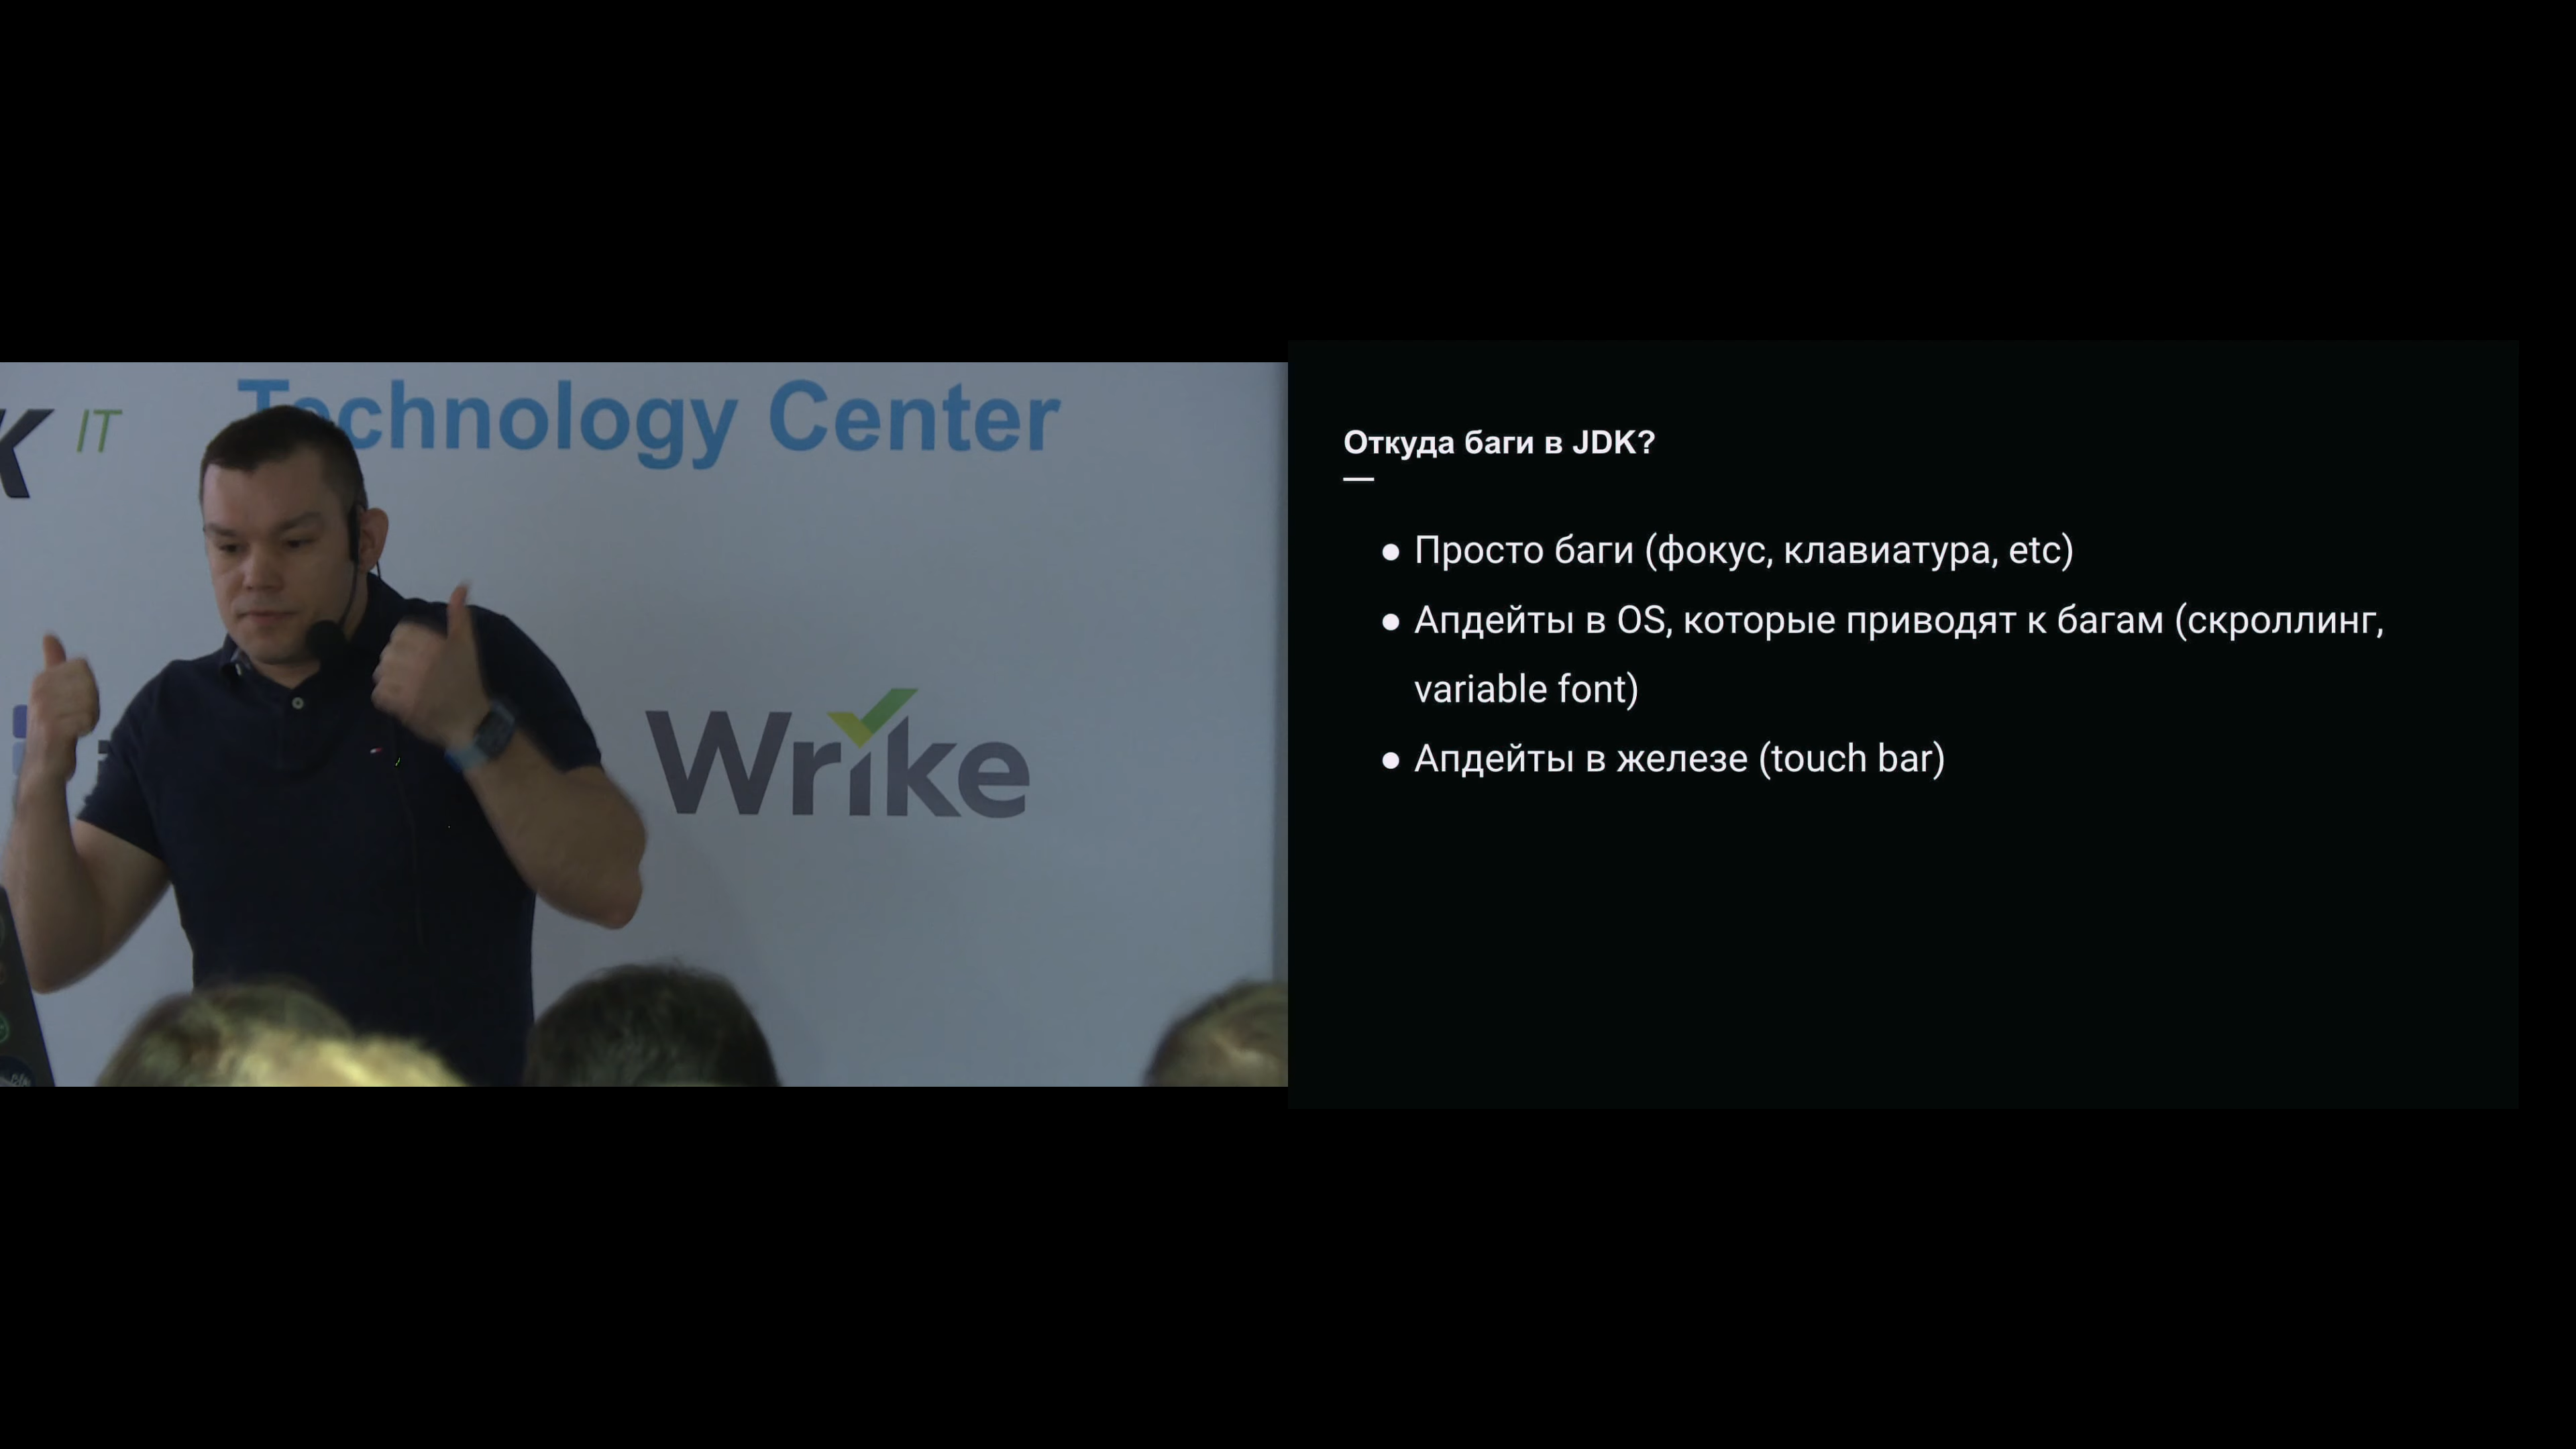 Technology Center
K IT
Wrike
Откуда баги в JDK?
● Просто баги (фокус, клавиатура, etc)
● Апдейты в OS, которые приводят к багам (скроллинг,
variable font)
● Апдейты в железе (touch bar)